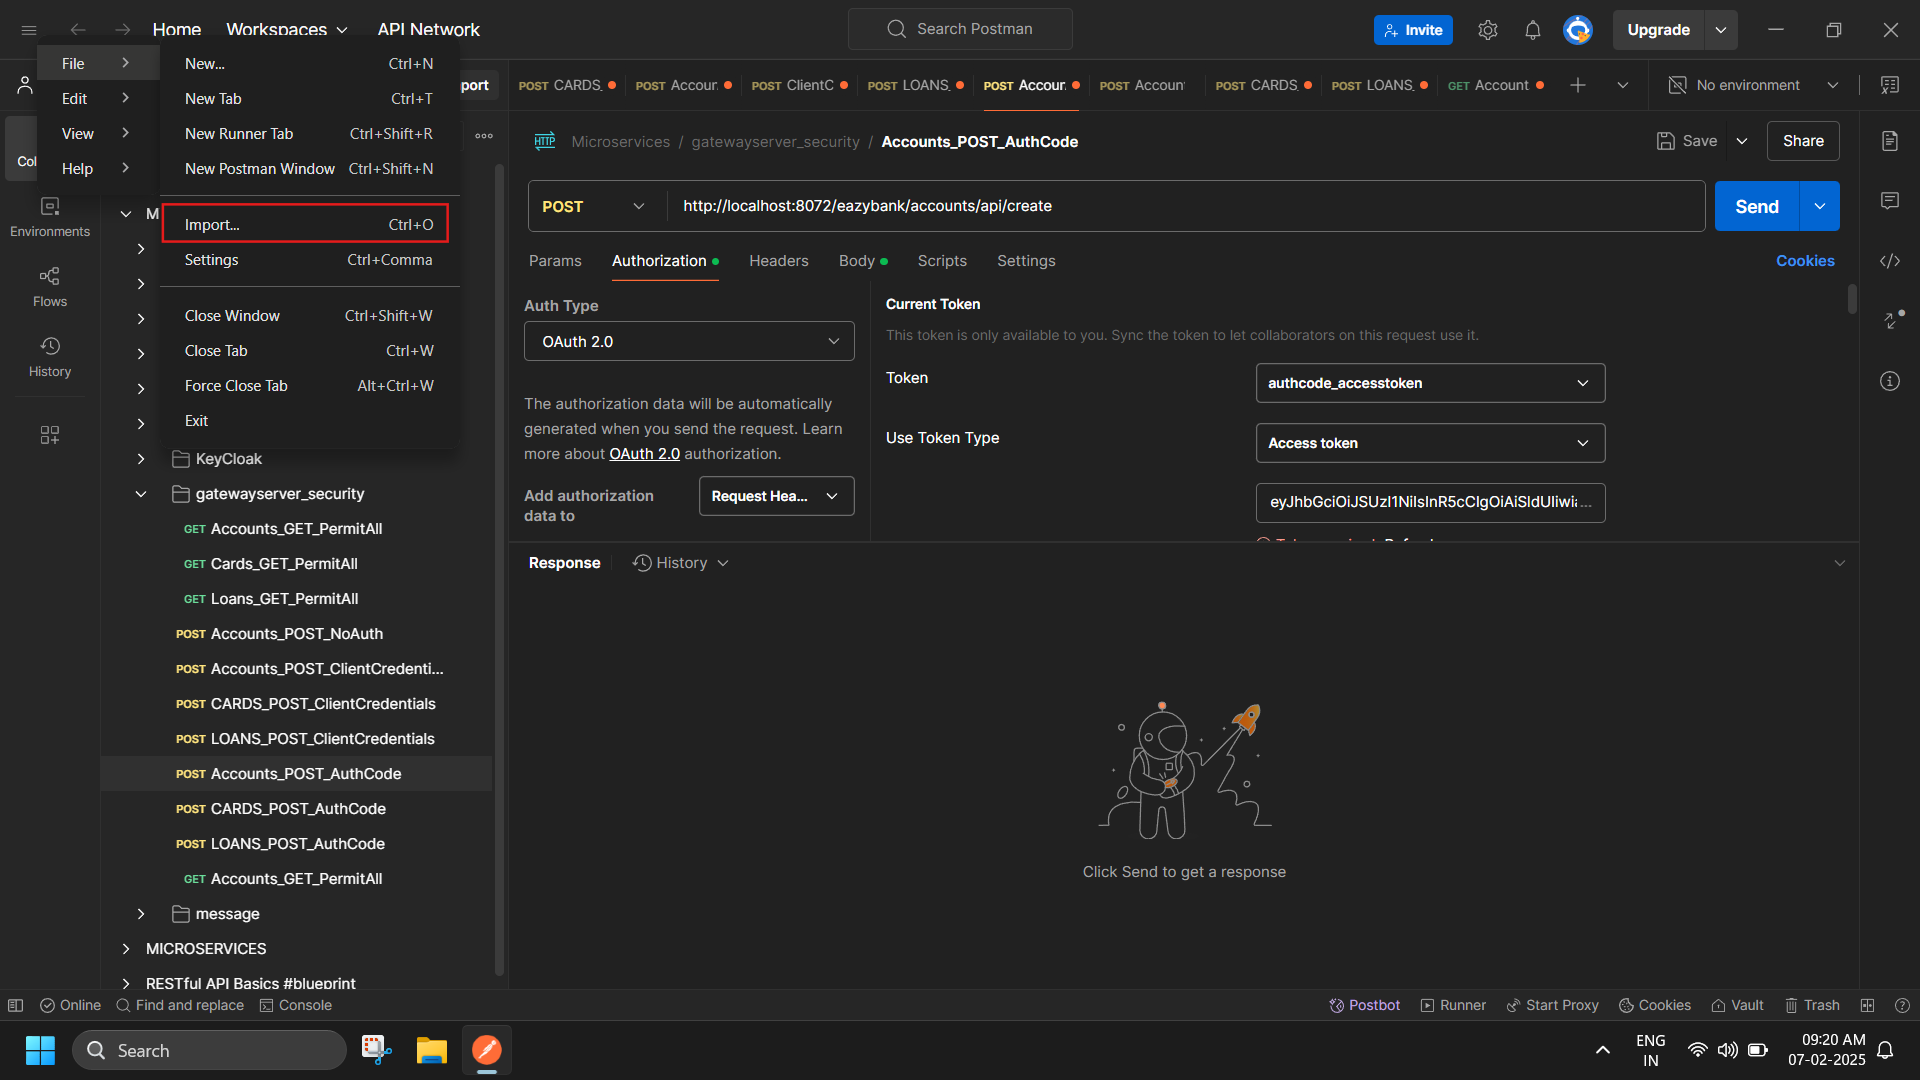 Home
Workspaces
API Network
Search Postman
Invite
Upgrade
File
Edit
View
Help
New... Ctrl+N
New Tab Ctrl+T
New Runner Tab Ctrl+Shift+R
New Postman Window Ctrl+Shift+N
Import... Ctrl+O
Settings Ctrl+Comma
Close Window Ctrl+Shift+W
Close Tab Ctrl+W
Force Close Tab Alt+Ctrl+W
Exit
port
POST CARDS_
POST Accour
POST ClientC
POST LOANS_
POST Accour
POST Account
POST CARDS_
POST LOANS_
GET Account
No environment
Col
Environments
Flows
History
M
KeyCloak
gatewayserver_security
GET Accounts_GET_PermitAll
GET Cards_GET_PermitAll
GET Loans_GET_PermitAll
POST Accounts_POST_NoAuth
POST Accounts_POST_ClientCredenti...
POST CARDS_POST_ClientCredentials
POST LOANS_POST_ClientCredentials
POST Accounts_POST_AuthCode
POST CARDS_POST_AuthCode
POST LOANS_POST_AuthCode
GET Accounts_GET_PermitAll
message
MICROSERVICES
RESTful API Basics #blueprint
HTTP
Microservices / gatewayserver_security / Accounts_POST_AuthCode
Save
Share
POST
http://localhost:8072/eazybank/accounts/api/create
Send
Params
Authorization
Headers
Body
Scripts
Settings
Cookies
Auth Type
OAuth 2.0
The authorization data will be automatically
generated when you send the request. Learn
more about OAuth 2.0 authorization.
Add authorization
data to
Request Hea...
Current Token
This token is only available to you. Sync the token to let collaborators on this request use it.
Token
authcode_accesstoken
Use Token Type
Access token
Response
History
Click Send to get a response
Online
Find and replace
Console
Postbot
Runner
Start Proxy
Cookies
Vault
Trash
Search
ENG
IN
09:20 AM
07-02-2025